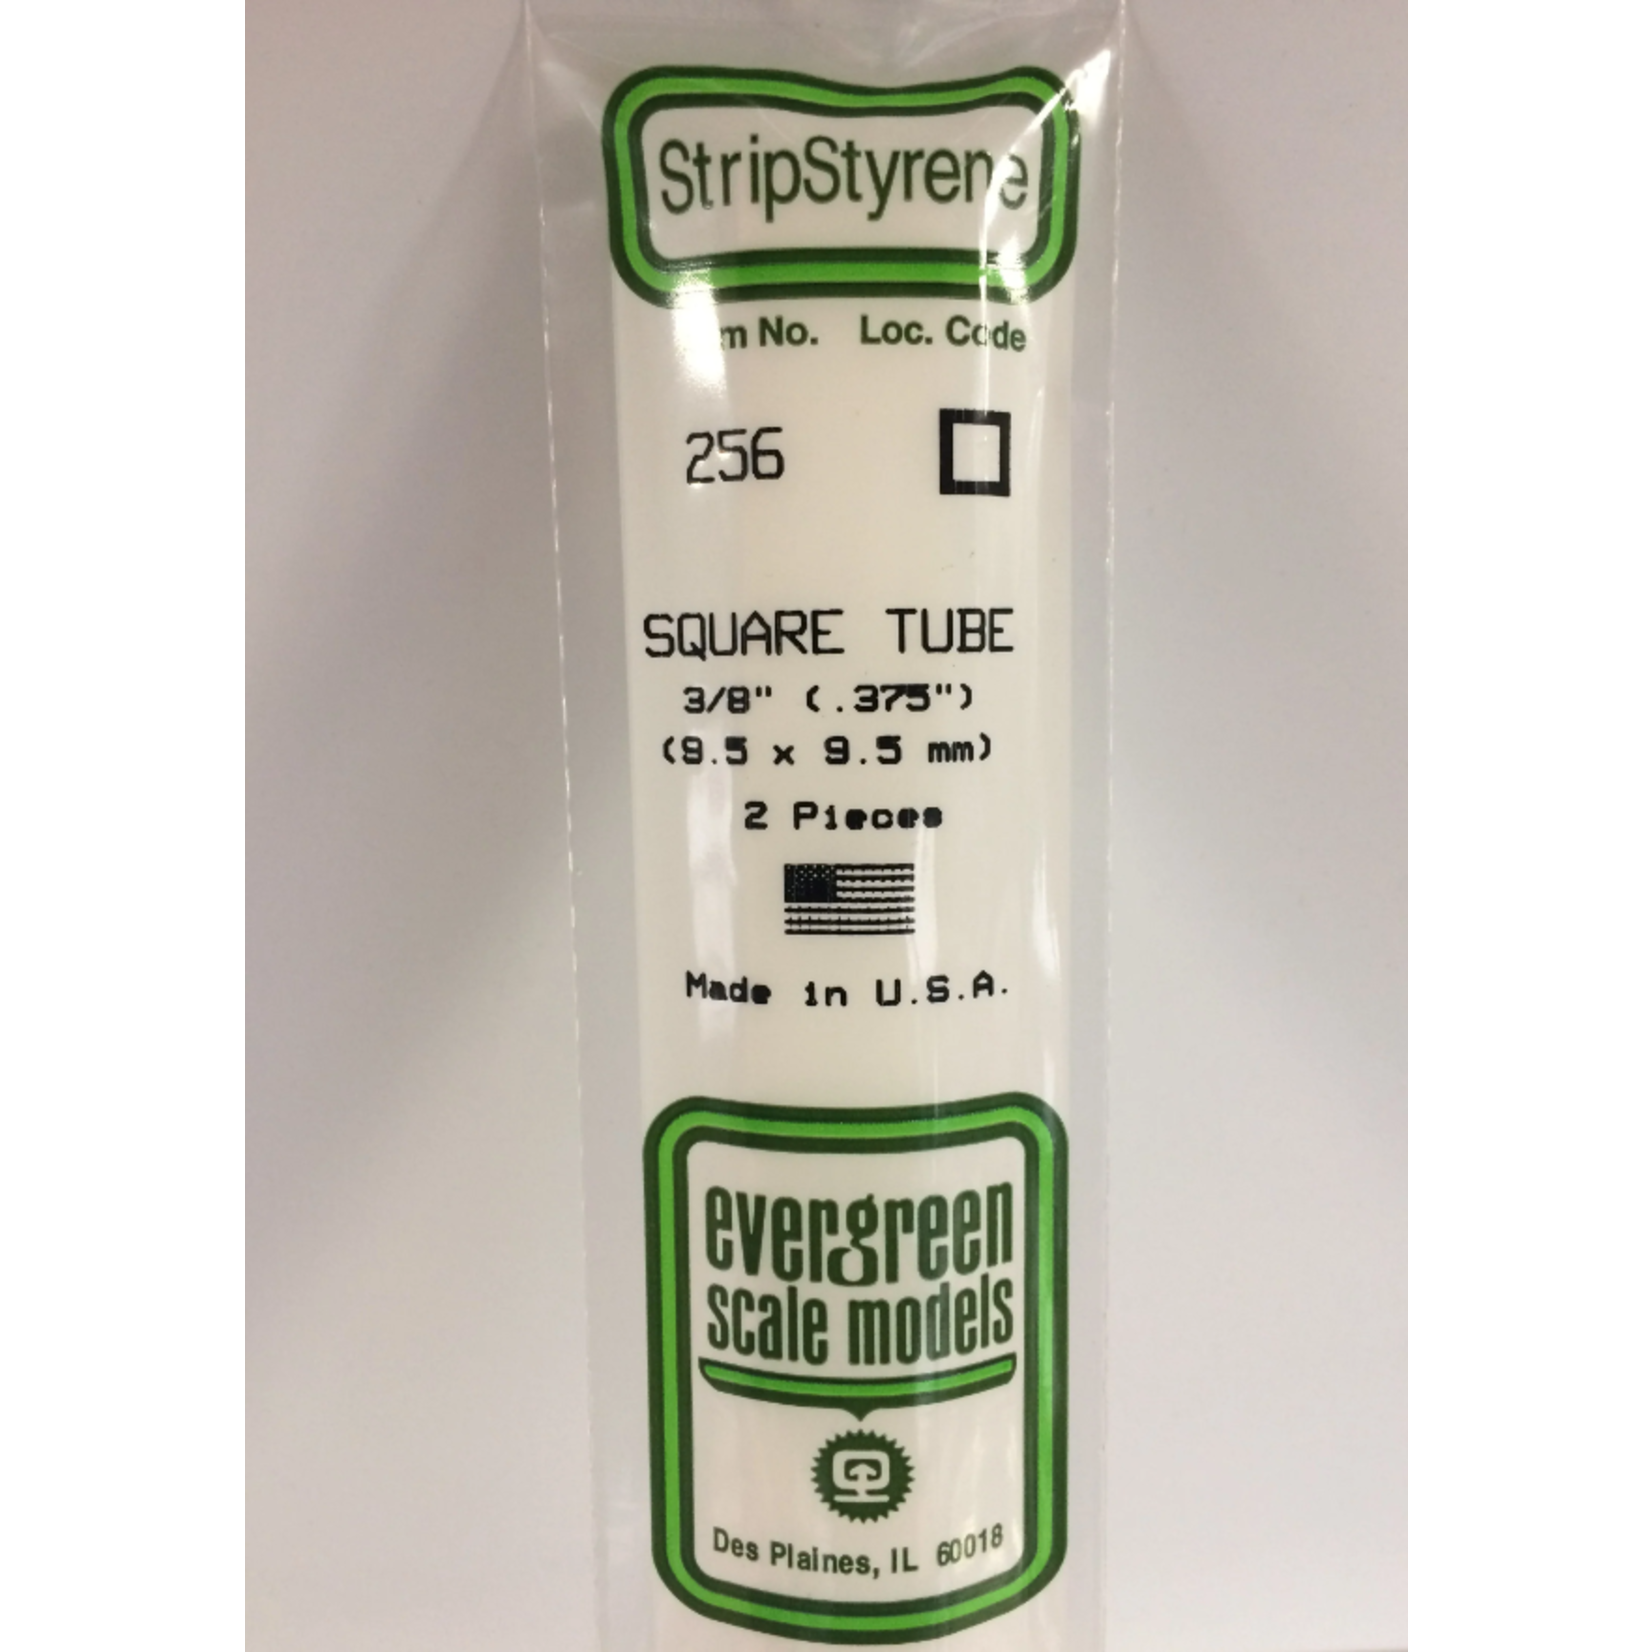 StripStyrene
No. Loc. Code
256
SQUARE TUBE
3/8" (.375")
(9.5 x 9.5 mm)
2 Pieces
Made in U.S.A.
evergreen
scale models
Des Plaines, IL 60018